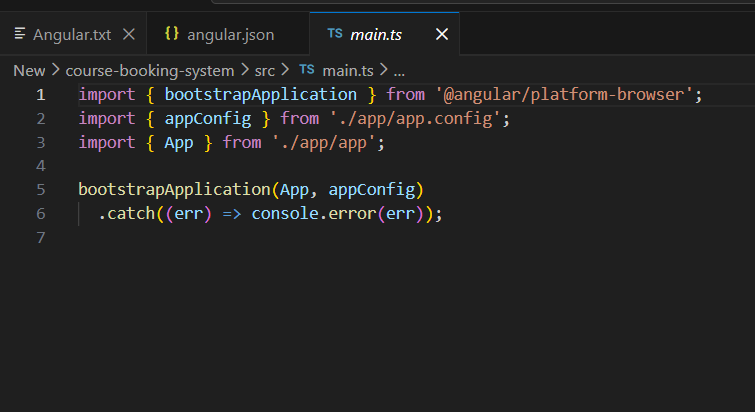 Angular.txt
{} angular.json
TS main.ts
New > course-booking-system > src > TS main.ts > ...
1 import { bootstrapApplication } from '@angular/platform-browser';
2 import { appConfig } from './app/app.config';
3 import { App } from './app/app';
4
5 bootstrapApplication(App, appConfig)
6   .catch((err) => console.error(err));
7